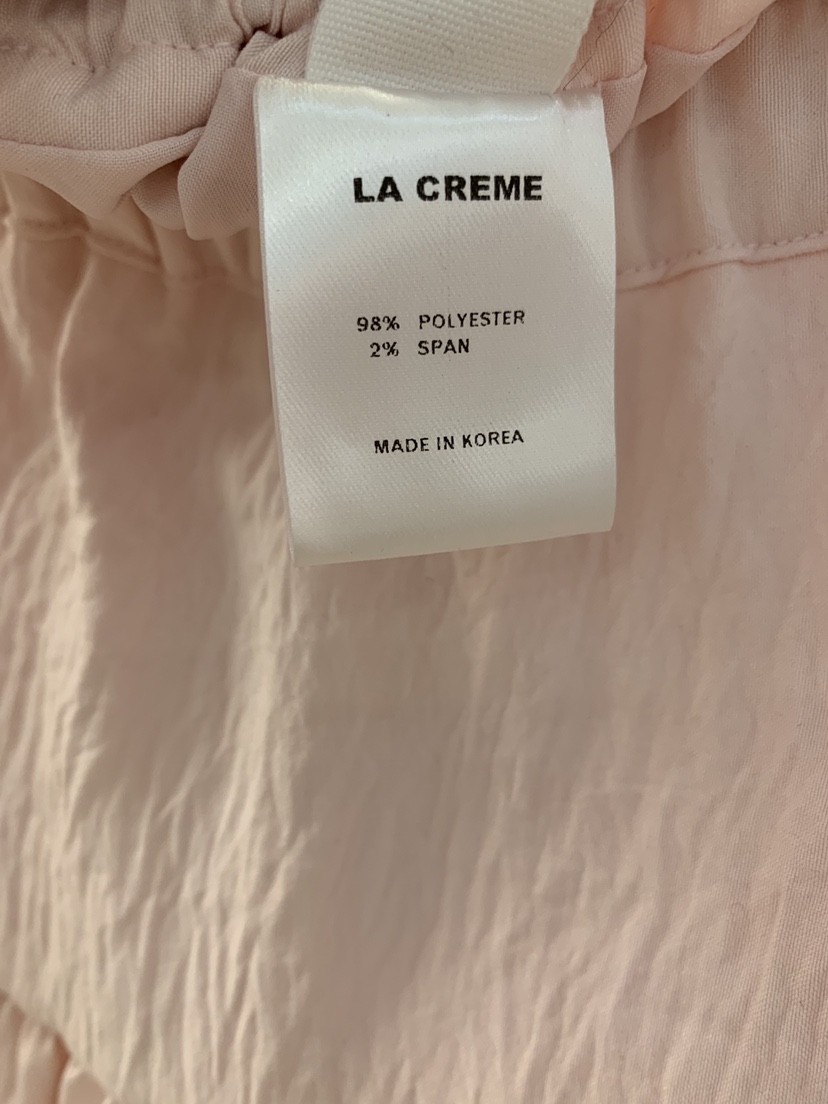 LA CREME
98% POLYESTER
2% SPAN
MADE IN KOREA